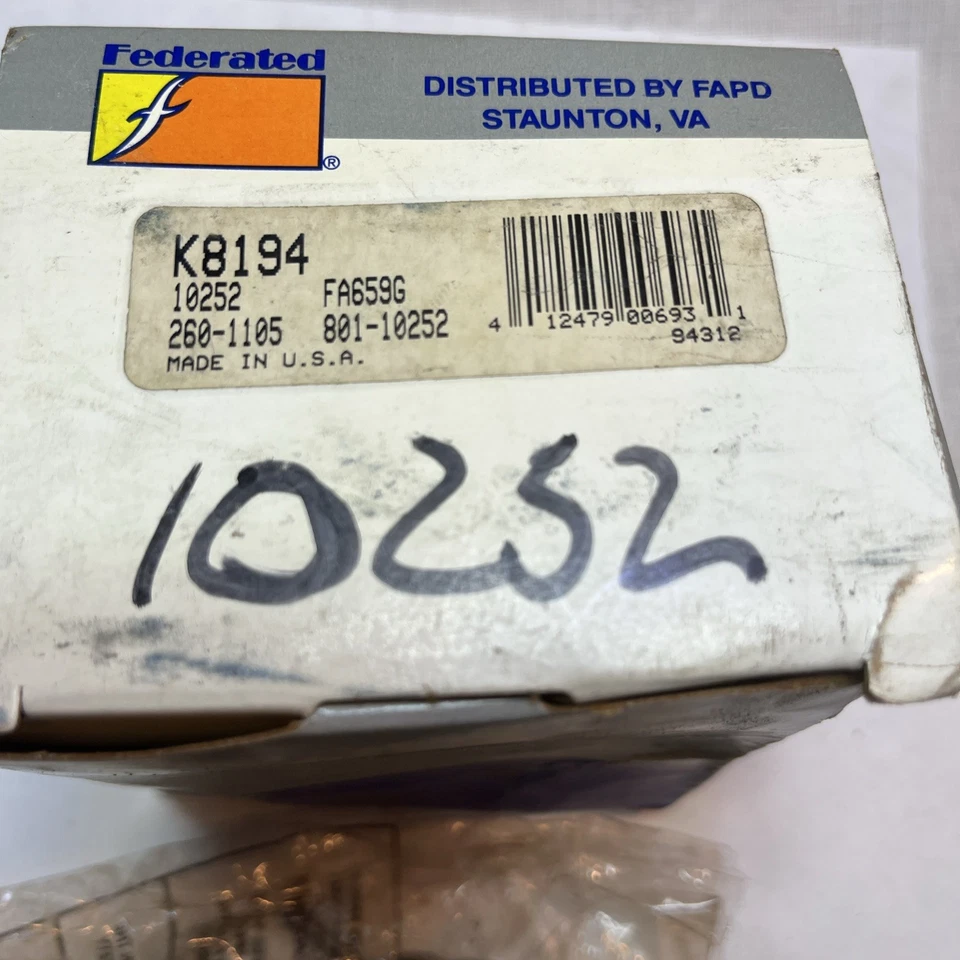 Federated
f
®
DISTRIBUTED BY FAPD
STAUNTON, VA
K8194
10252 FA659G
260-1105 801-10252
MADE IN U.S.A.
4 12479 00693 1
94312
10252